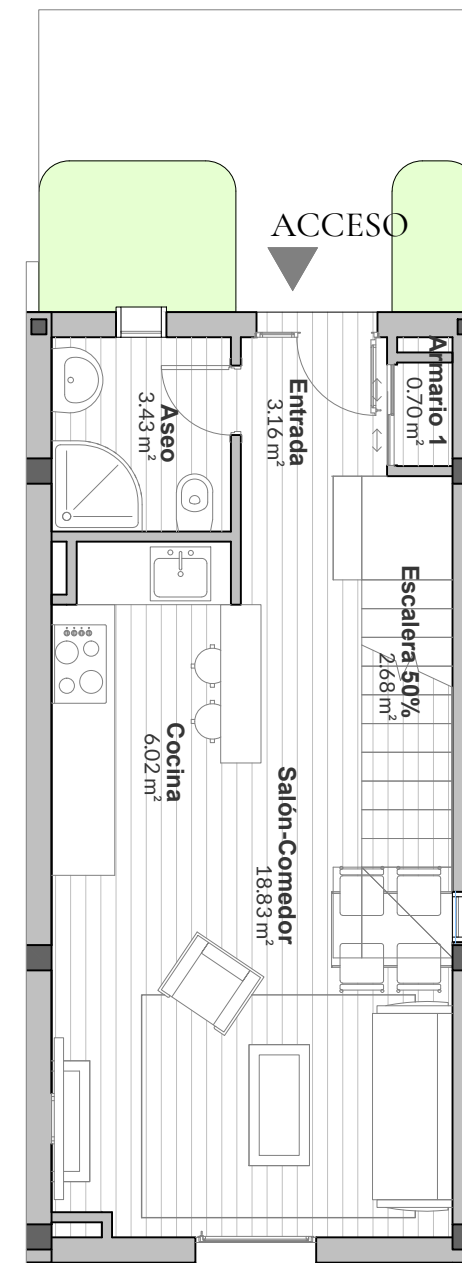 ACCESO
Armario 1
0.70 m²
Entrada
3.16 m²
Aseo
3.43 m²
Escalera 50%
2.68 m²
Cocina
6.02 m²
Salón-Comedor
18.83 m²